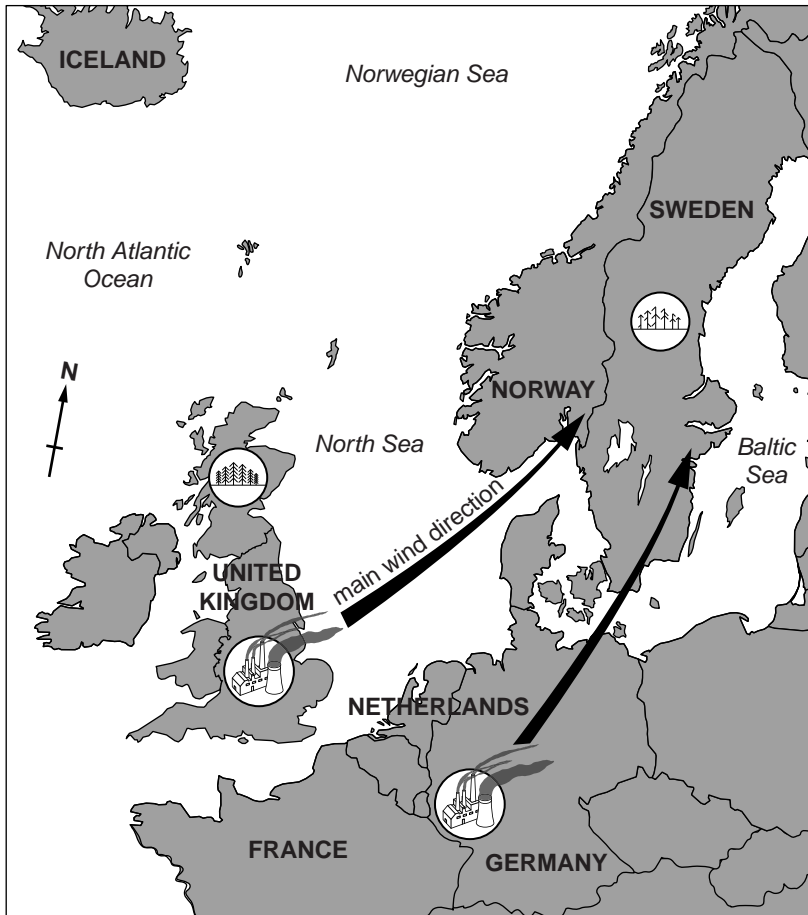 ICELAND
Norwegian Sea
SWEDEN
North Atlantic
Ocean
N
NORWAY
North Sea
Baltic
Sea
main wind direction
UNITED
KINGDOM
NETHERLANDS
FRANCE
GERMANY